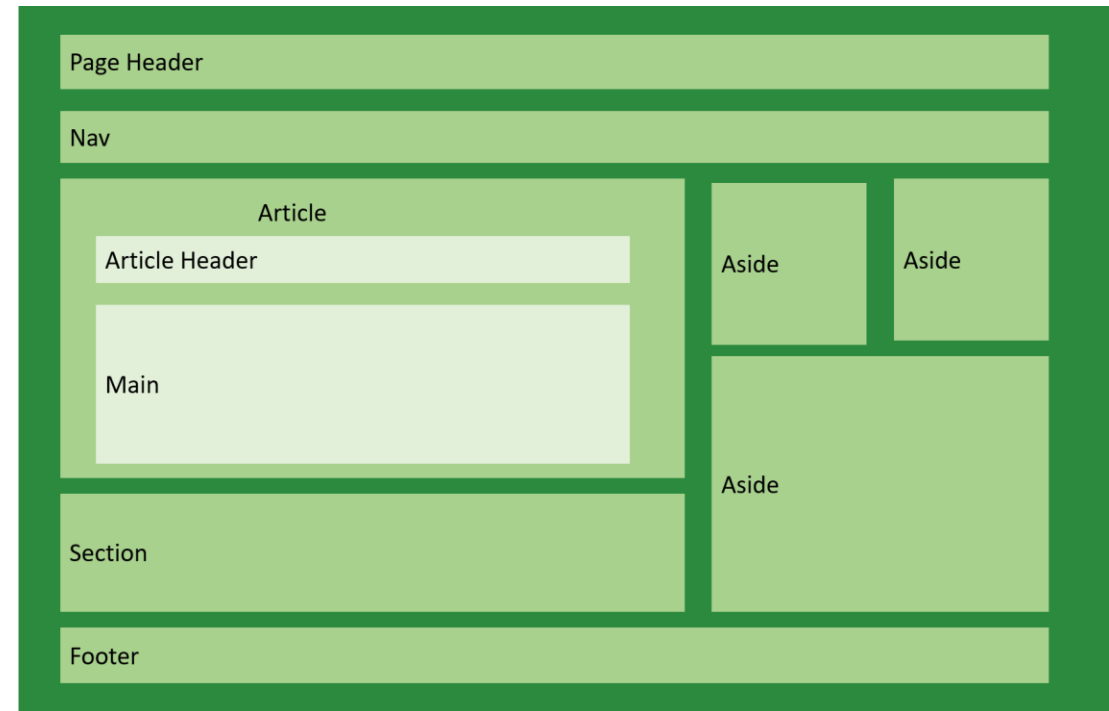 Page Header
Nav
Article
Article Header
Main
Section
Aside
Aside
Aside
Footer